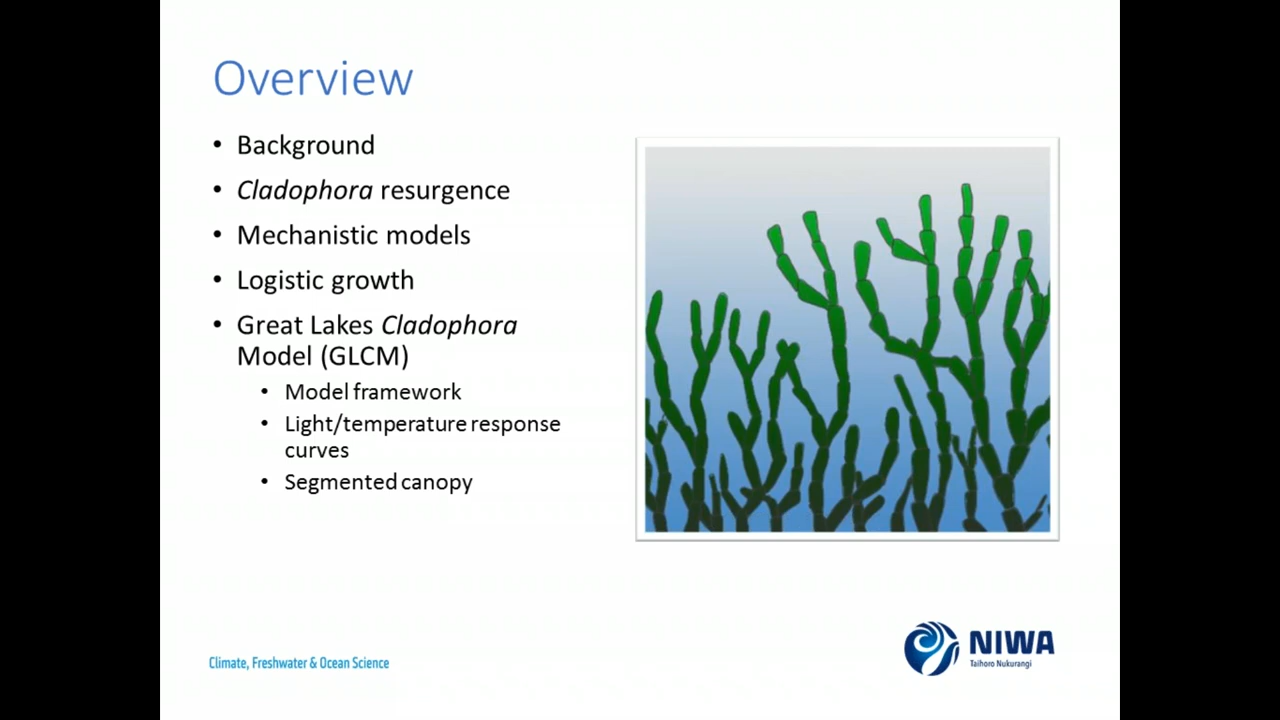 Overview
• Background
• Cladophora resurgence
• Mechanistic models
• Logistic growth
• Great Lakes Cladophora
Model (GLCM)
• Model framework
• Light/temperature response
curves
• Segmented canopy
Climate, Freshwater & Ocean Science
NIWA
Taihoro Nukurangi